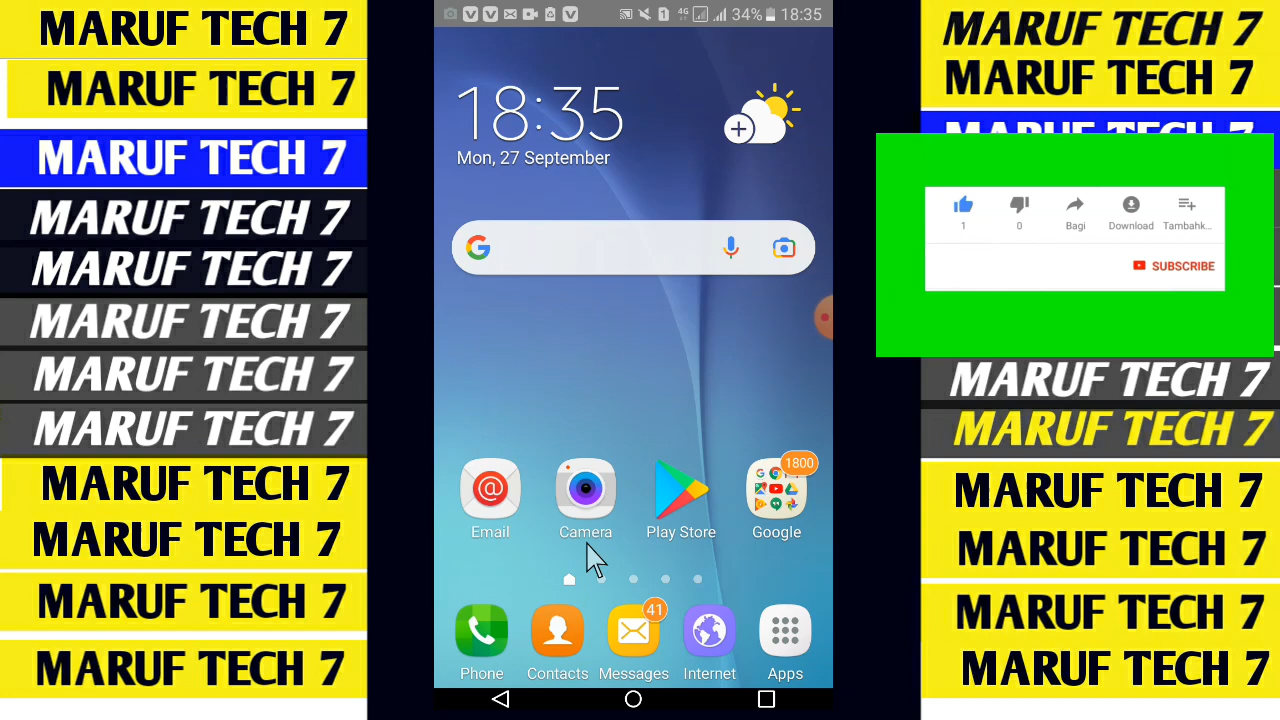 MARUF TECH 7
MARUF TECH 7
MARUF TECH 7
MARUF TECH 7
MARUF TECH 7
MARUF TECH 7
MARUF TECH 7
MARUF TECH 7
MARUF TECH 7
MARUF TECH 7
MARUF TECH 7
MARUF TECH 7
34% 18:35
18:35
Mon, 27 September
1800
Email
Camera
Play Store
Google
41
Phone
Contacts
Messages
Internet
Apps
MARUF TECH 7
MARUF TECH 7
MARUF TECH 7
1
0
Bagi
Download
Tambahk...
SUBSCRIBE
MARUF TECH 7
MARUF TECH 7
MARUF TECH 7
MARUF TECH 7
MARUF TECH 7
MARUF TECH 7